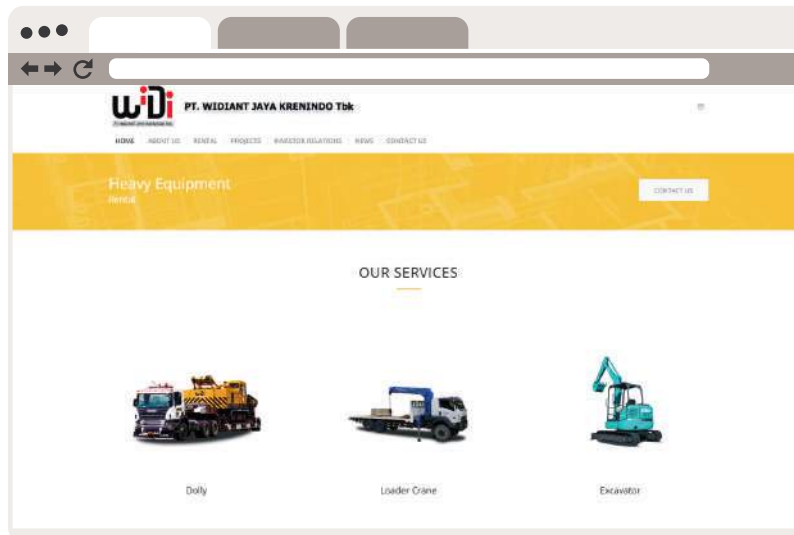 WiDi
PT. WIDIANT JAYA KRENINDO Tbk
HOME ABOUT US RENTAL PROJECTS INVESTOR RELATIONS NEWS CONTACT US
Heavy Equipment
Rental
CONTACT US
OUR SERVICES
Dolly Loader Crane Excavator